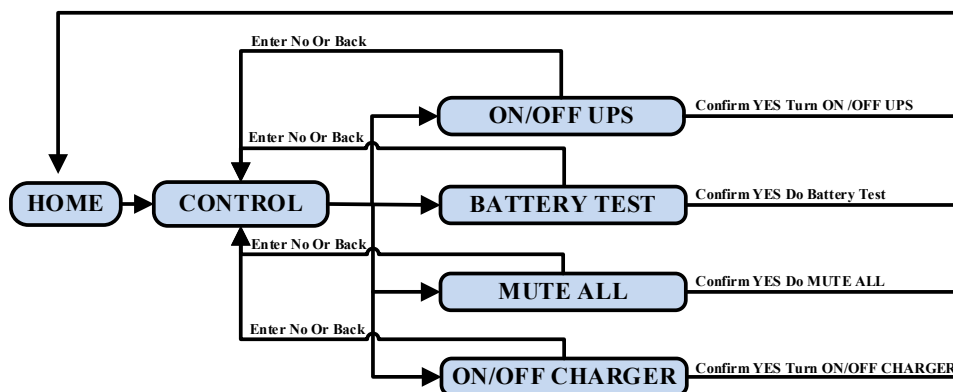 Enter No Or Back
ON/OFF UPS
Confirm YES Turn ON /OFF UPS
Enter No Or Back
HOME
CONTROL
BATTERY TEST
Confirm YES Do Battery Test
Enter No Or Back
MUTE ALL
Confirm YES Do MUTE ALL
Enter No Or Back
ON/OFF CHARGER
Confirm YES Turn ON/OFF CHARGER